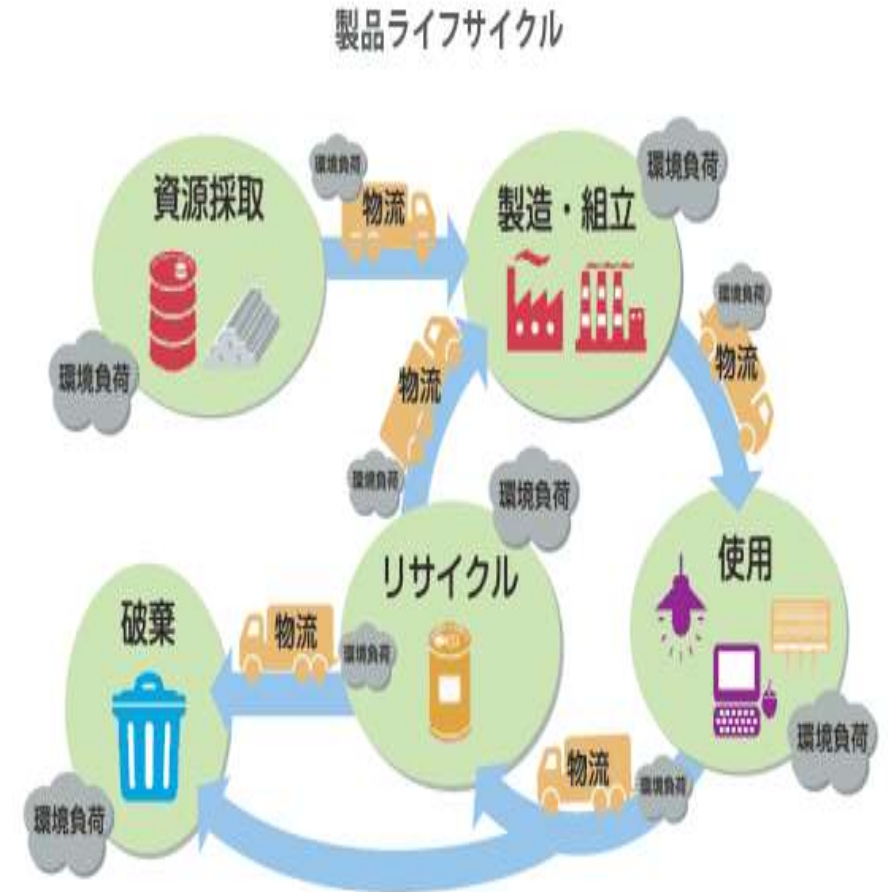 製品ライフサイクル
資源採取
環境負荷
環境負荷
物流
製造・組立
環境負荷
環境負荷
物流
物流
環境負荷
使用
環境負荷
リサイクル
環境負荷
物流
環境負荷
物流
環境負荷
破棄
環境負荷